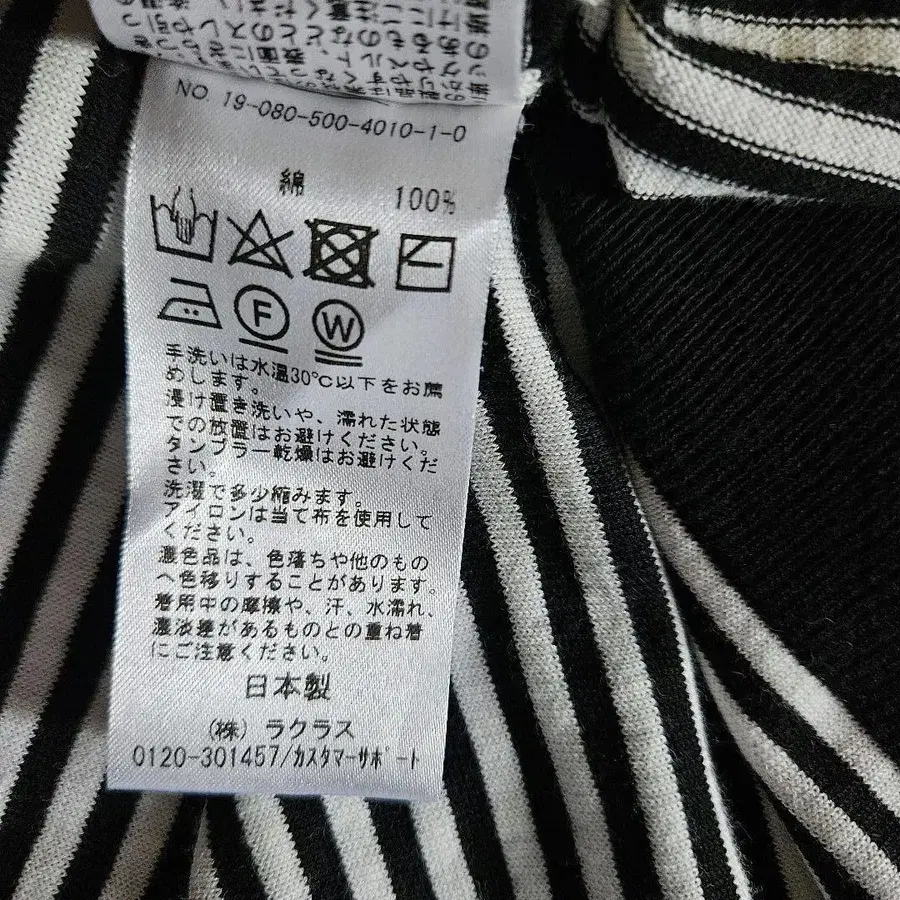 NO. 19-080-500-4010-1-0
綿 100%
F W
手洗いは水温30℃以下をお薦
めします。
浸け置き洗いや、濡れた状態
での放置はお避けください。
タンブラー乾燥はお避けくだ
さい。
洗濯で多少縮みます。
アイロンは当て布を使用して
ください。
濃色品は、色落ちや他のもの
へ色移りすることがあります。
着用中の摩擦や、汗、水濡れ、
濃淡差があるものとの重ね着
にご注意ください。
日本製
(株) ラクラス
0120-301457/カスタマーサポート